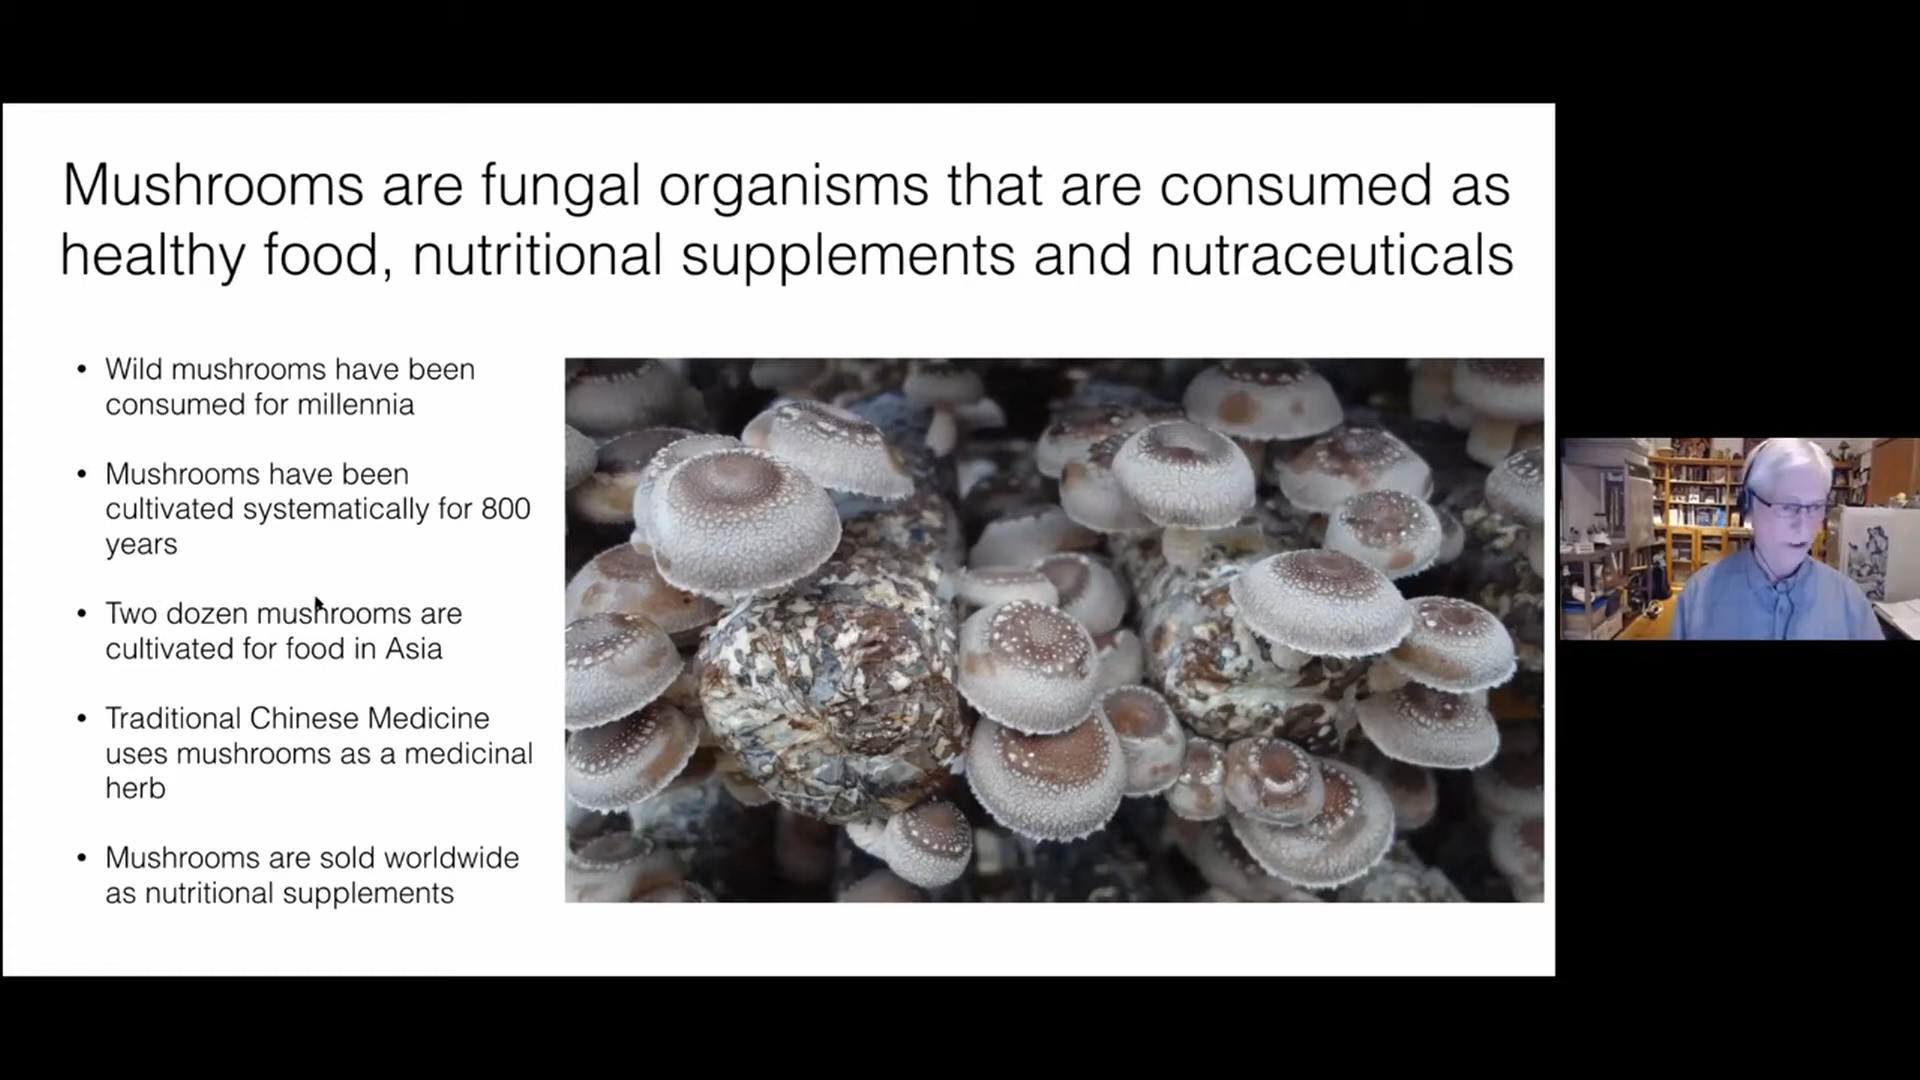 Mushrooms are fungal organisms that are consumed as
healthy food, nutritional supplements and nutraceuticals
• Wild mushrooms have been
consumed for millennia
• Mushrooms have been
cultivated systematically for 800
years
• Two dozen mushrooms are
cultivated for food in Asia
• Traditional Chinese Medicine
uses mushrooms as a medicinal
herb
• Mushrooms are sold worldwide
as nutritional supplements